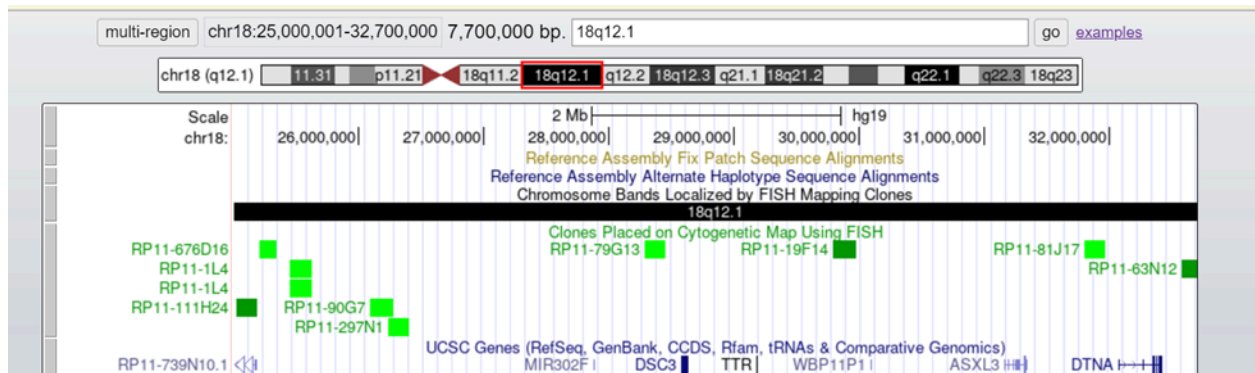 multi-region chr18:25,000,001-32,700,000 7,700,000 bp. 18q12.1 go examples
chr18 (q12.1) 11.31 p11.21 18q11.2 18q12.1 q12.2 18q12.3 q21.1 18q21.2 q22.1 q22.3 18q23
Scale 2 Mb hg19
chr18: 26,000,000 27,000,000 28,000,000 29,000,000 30,000,000 31,000,000 32,000,000
Reference Assembly Fix Patch Sequence Alignments
Reference Assembly Alternate Haplotype Sequence Alignments
Chromosome Bands Localized by FISH Mapping Clones
18q12.1
Clones Placed on Cytogenetic Map Using FISH
RP11-676D16 RP11-79G13 RP11-19F14 RP11-81J17
RP11-1L4 RP11-63N12
RP11-1L4
RP11-111H24 RP11-90G7
RP11-297N1
UCSC Genes (RefSeq, GenBank, CCDS, Rfam, tRNAs & Comparative Genomics)
RP11-739N10.1 MIR302F DSC3 TTR WBP11P1 ASXL3 DTNA